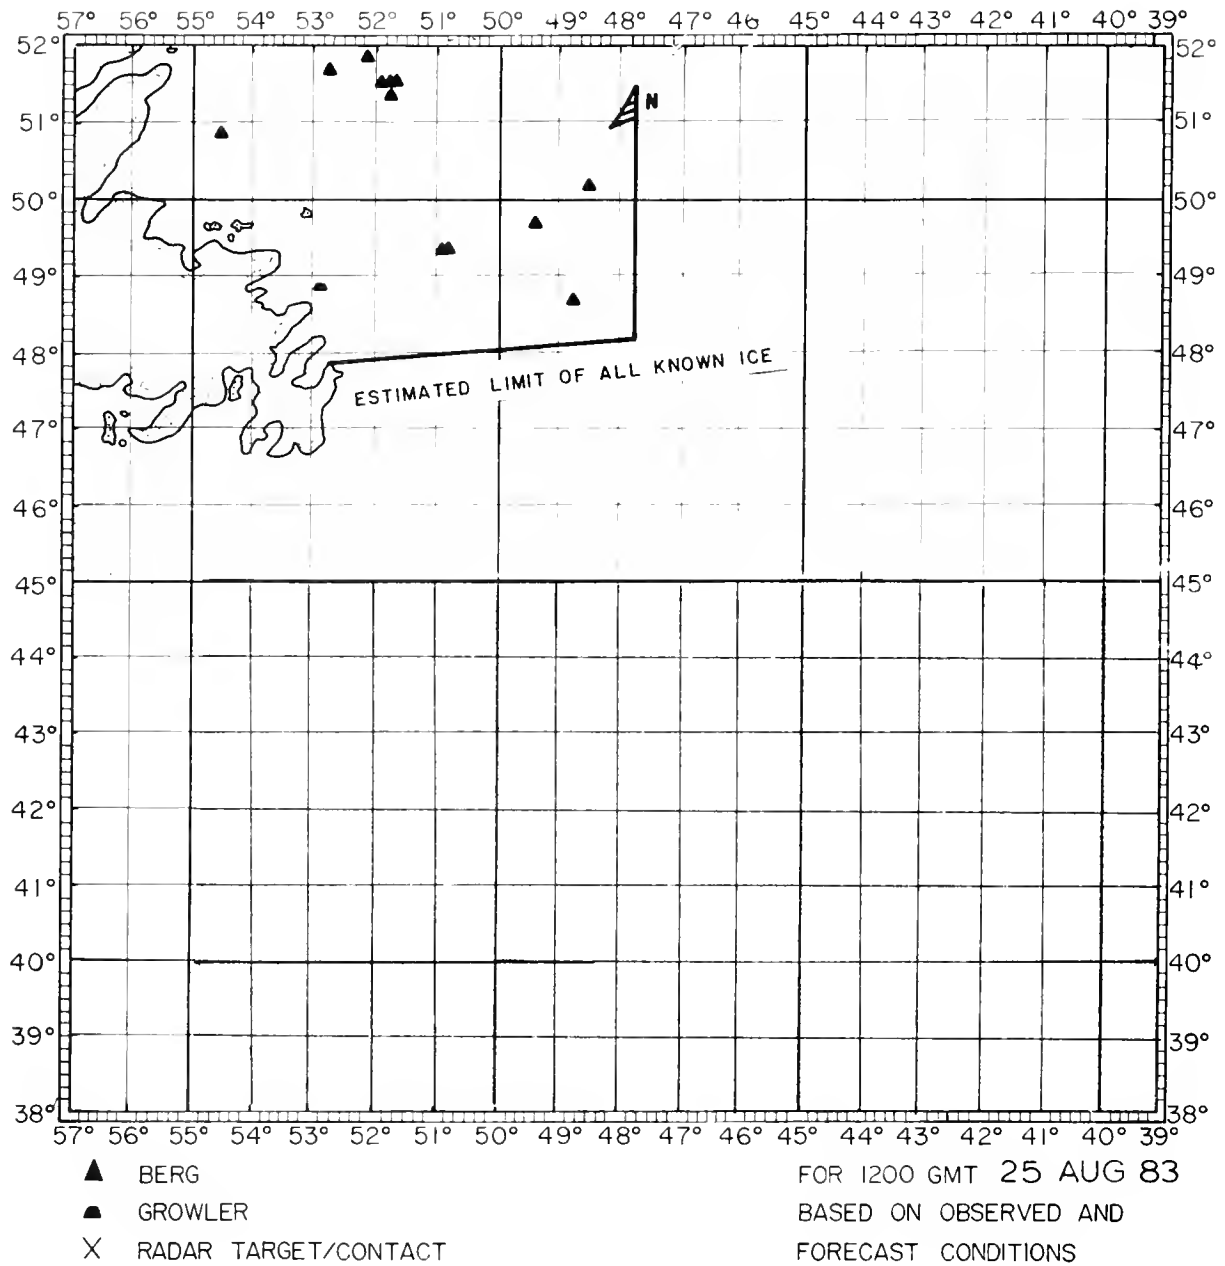 57° 56° 55° 54° 53° 52° 51° 50° 49° 48° 47° 46° 45° 44° 43° 42° 41° 40° 39°
52° 52°
N
51° 51°
50° 50°
49° 49°
48° 48°
ESTIMATED LIMIT OF ALL KNOWN ICE
47° 47°
46° 46°
45° 45°
44° 44°
43° 43°
42° 42°
41° 41°
40° 40°
39° 39°
38° 38°
57° 56° 55° 54° 53° 52° 51° 50° 49° 48° 47° 46° 45° 44° 43° 42° 41° 40° 39°
BERG
GROWLER
X RADAR TARGET/CONTACT
FOR 1200 GMT 25 AUG 83
BASED ON OBSERVED AND
FORECAST CONDITIONS